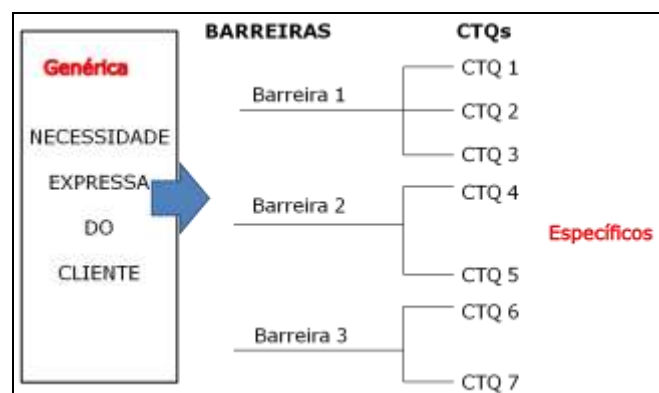 BARREIRAS
CTQs
Genérica
NECESSIDADE
EXPRESSA
DO
CLIENTE
Barreira 1
CTQ 1
CTQ 2
CTQ 3
Barreira 2
CTQ 4
CTQ 5
Específicos
Barreira 3
CTQ 6
CTQ 7